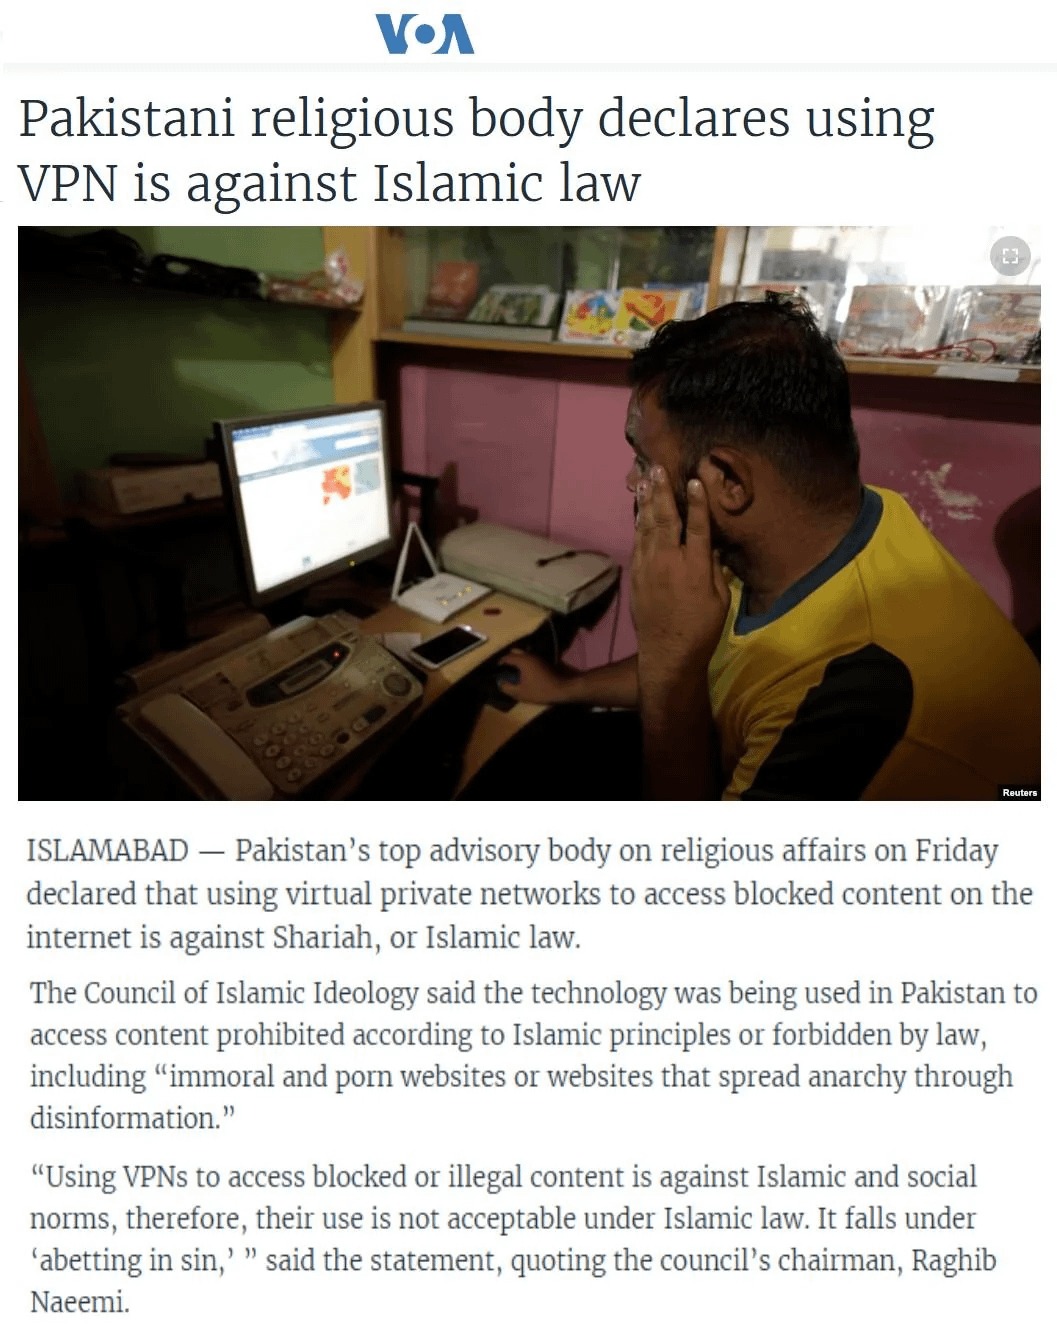 VOA
Pakistani religious body declares using
VPN is against Islamic law
Reuters
ISLAMABAD — Pakistan’s top advisory body on religious affairs on Friday
declared that using virtual private networks to access blocked content on the
internet is against Shariah, or Islamic law.
The Council of Islamic Ideology said the technology was being used in Pakistan to
access content prohibited according to Islamic principles or forbidden by law,
including “immoral and porn websites or websites that spread anarchy through
disinformation.”
“Using VPNs to access blocked or illegal content is against Islamic and social
norms, therefore, their use is not acceptable under Islamic law. It falls under
‘abetting in sin,’ ” said the statement, quoting the council’s chairman, Raghib
Naeemi.